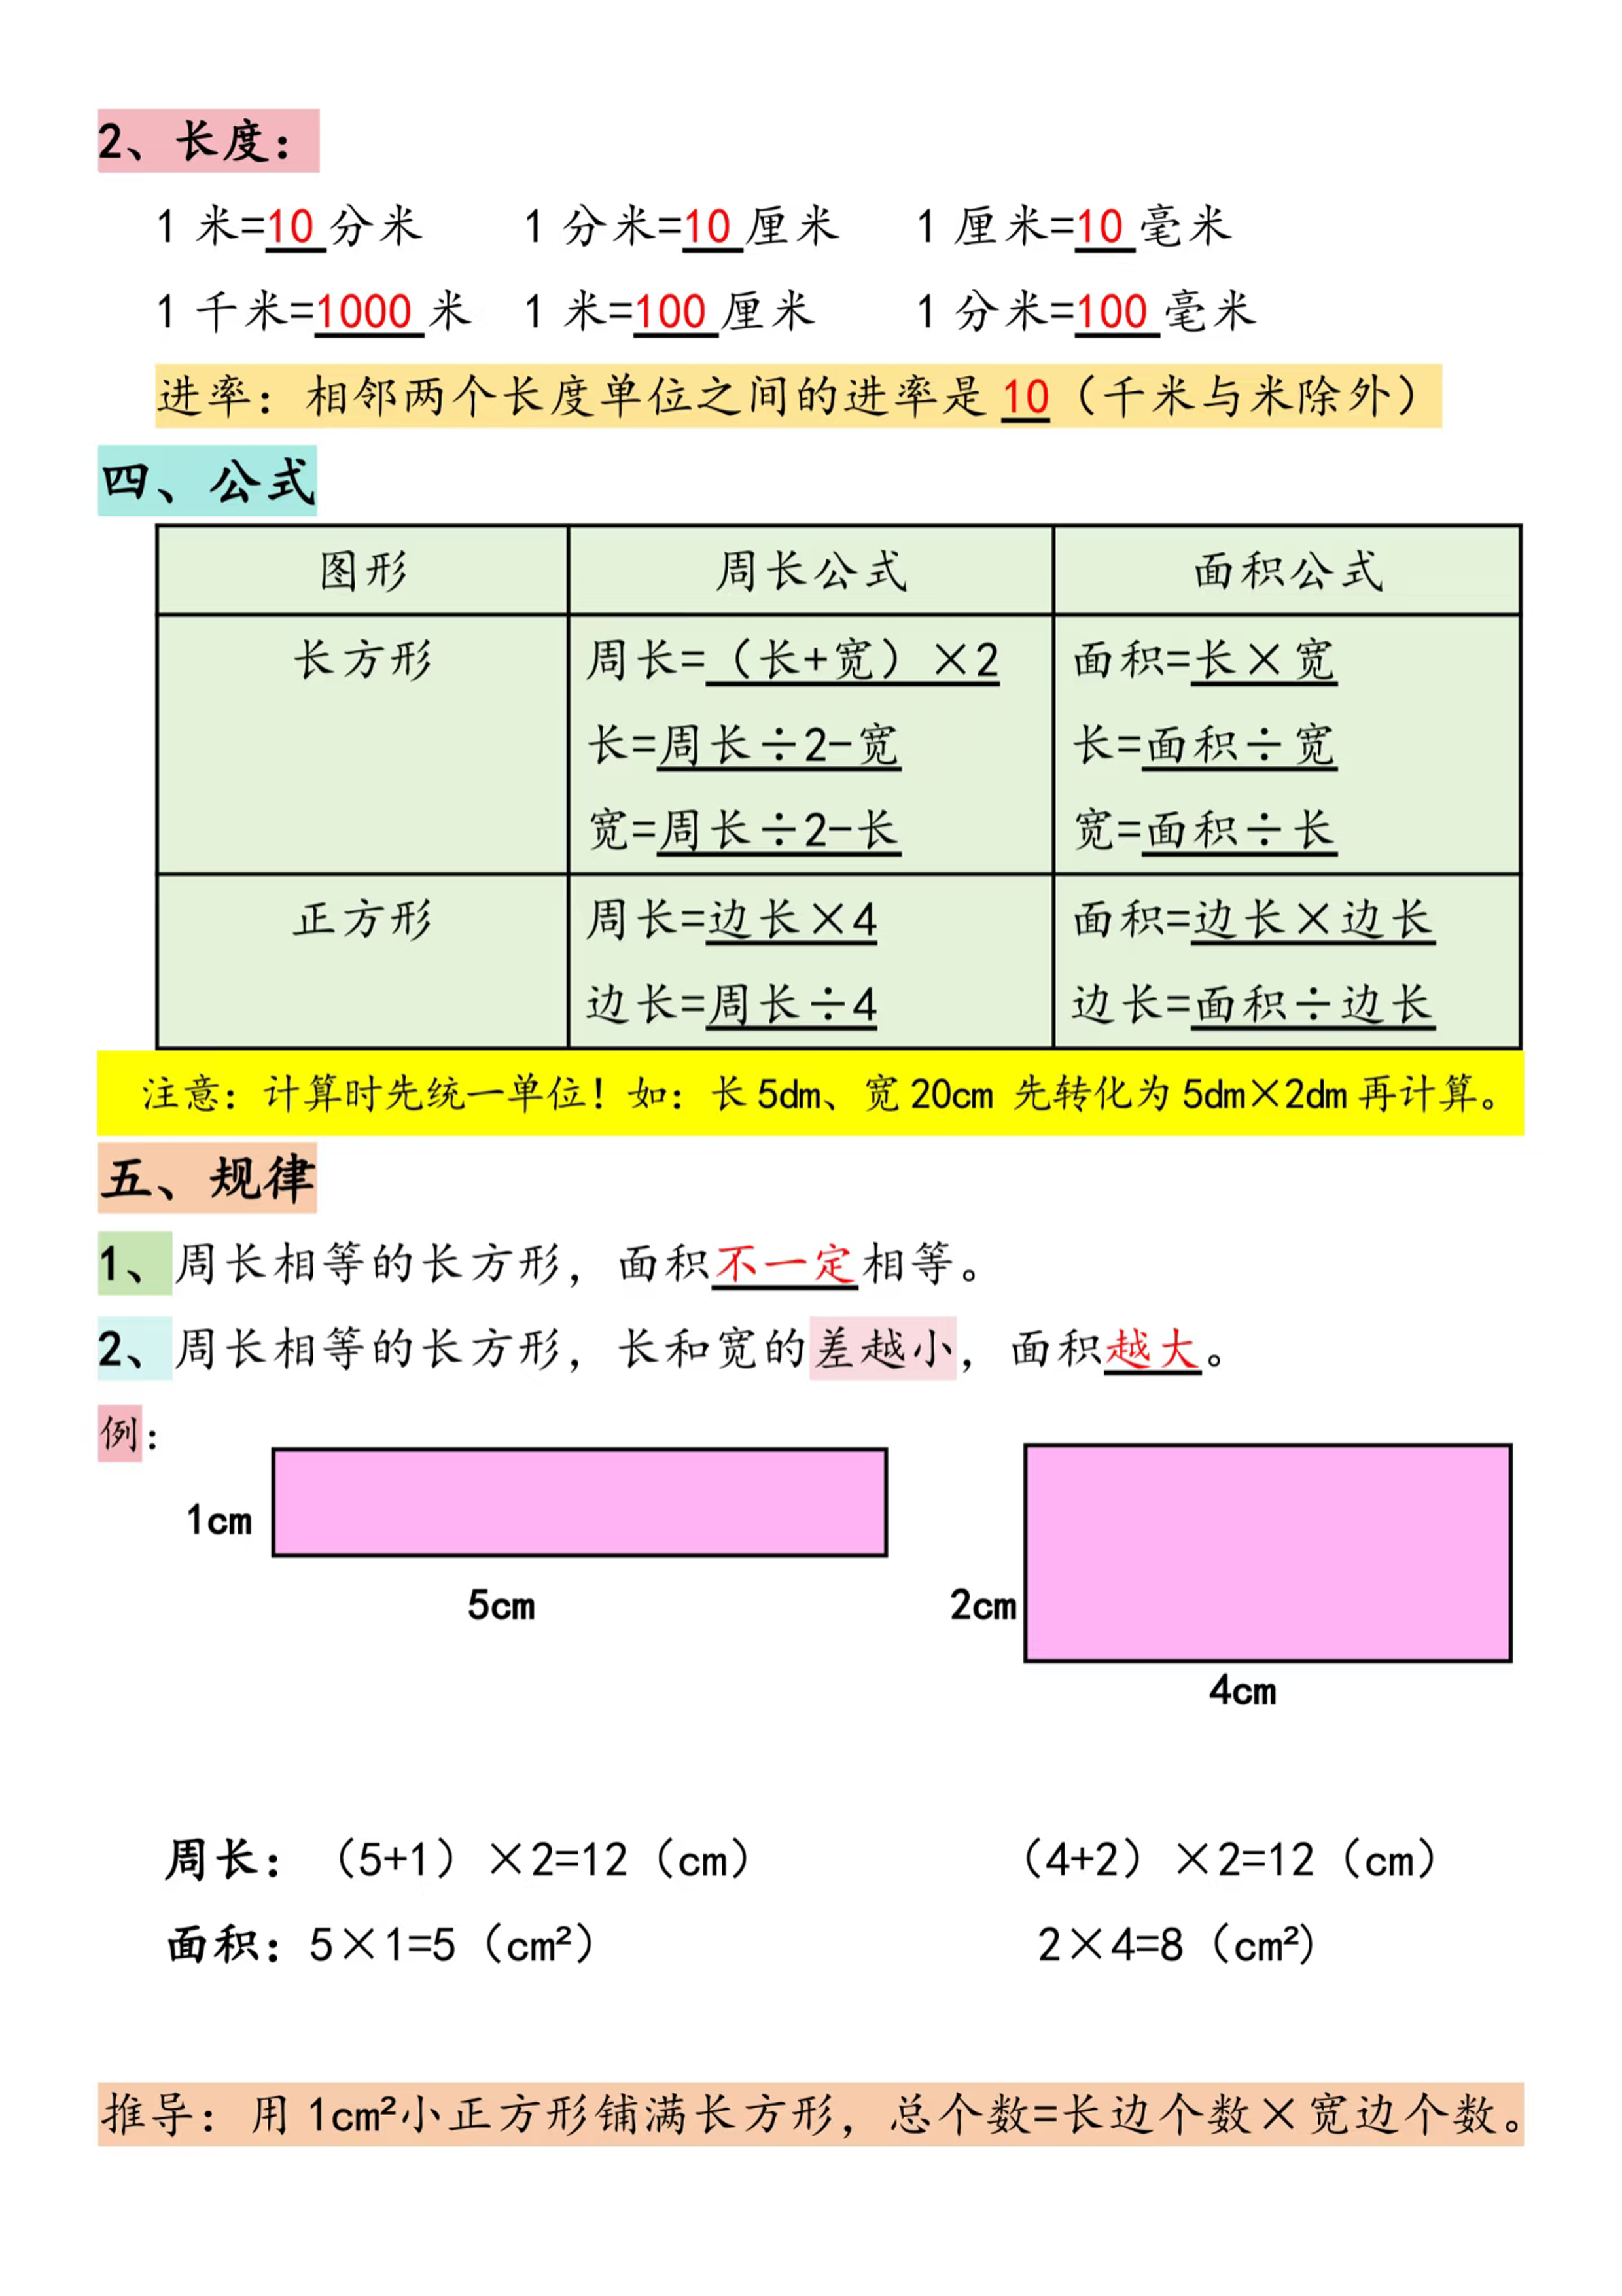 2、长度：
1 米=10 分米 1 分米=10 厘米 1 厘米=10 毫米
1 千米=1000 米 1 米=100 厘米 1 分米=100 毫米
进率：相邻两个长度单位之间的进率是 10（千米与米除外）
四、公式
图形 周长公式 面积公式
长方形 周长=（长+宽）×2 面积=长×宽
长=周长÷2-宽 长=面积÷宽
宽=周长÷2-长 宽=面积÷长
正方形 周长=边长×4 面积=边长×边长
边长=周长÷4 边长=面积÷边长
注意：计算时先统一单位！如：长 5dm、宽 20cm 先转化为 5dm×2dm 再计算。
五、规律
1、周长相等的长方形，面积不一定相等。
2、周长相等的长方形，长和宽的差越小，面积越大。
例：
1cm
5cm 2cm
4cm
周长：（5+1）×2=12（cm） （4+2）×2=12（cm）
面积：5×1=5（cm²） 2×4=8（cm²）
推导：用 1cm²小正方形铺满长方形，总个数=长边个数×宽边个数。